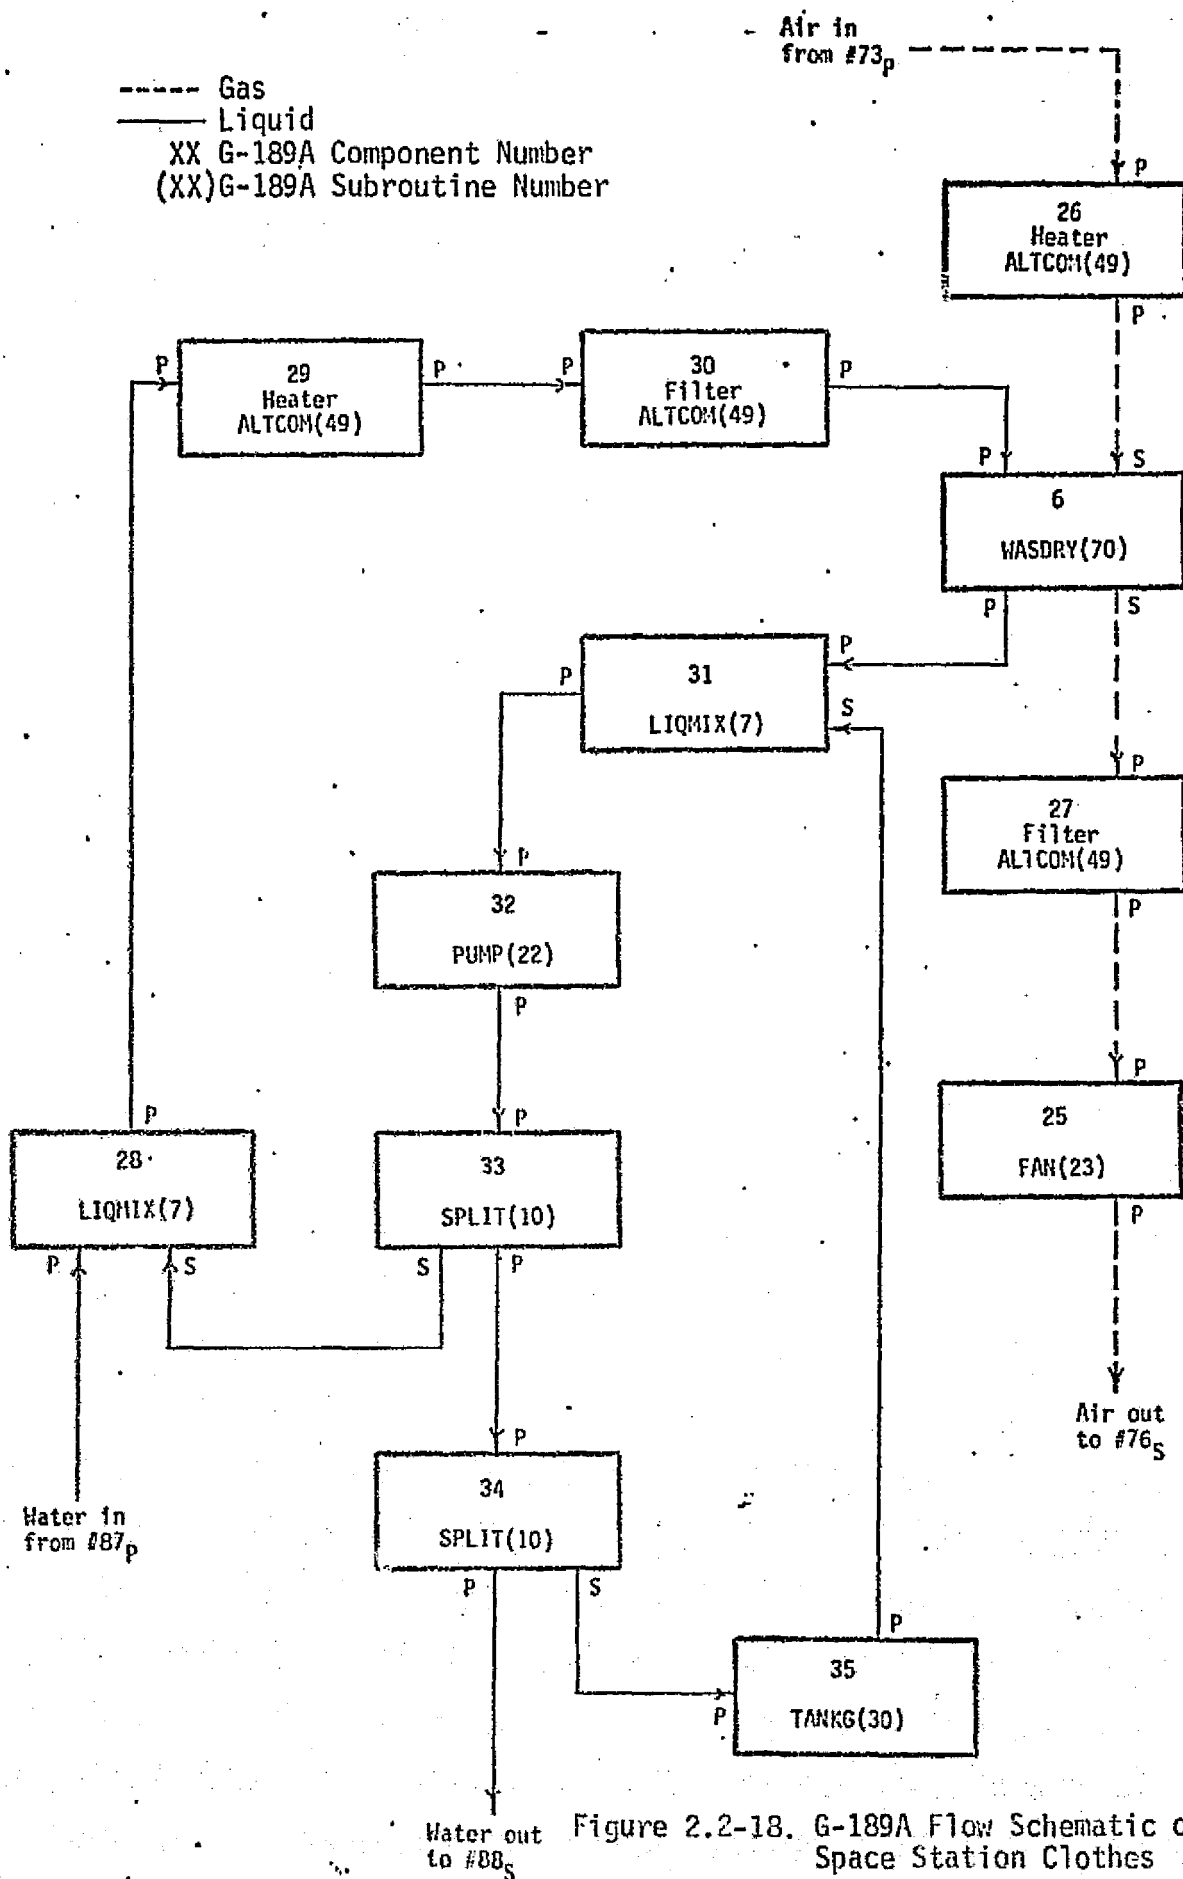 Air in
from #73p
Gas
Liquid
XX G-189A Component Number
(XX)G-189A Subroutine Number
P
26
Heater
ALTCOM(49)
P
P
29
Heater
ALTCOM(49)
P
P
30
Filter
ALTCOM(49)
P
P
S
6
WASDRY(70)
P
S
P
31
LIQMIX(7)
P
S
P
27
Filter
ALTCOM(49)
P
P
32
PUMP(22)
P
P
25
FAN(23)
P
P
28
LIQMIX(7)
P
S
P
33
SPLIT(10)
S
P
Air out
to #76S
P
34
SPLIT(10)
P
S
Water in
from #87p
P
35
TANKG(30)
P
Water out
to #88S
Figure 2.2-18. G-189A Flow Schematic
Space Station Clothes